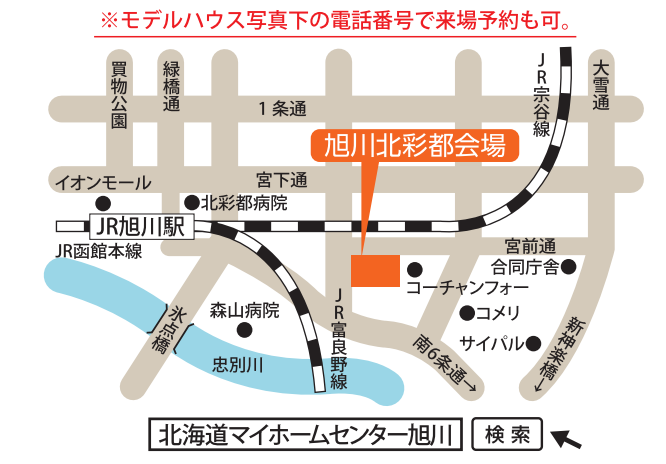 ※モデルハウス写真下の電話番号で来場予約も可。
買物公園
緑橋通
JR宗谷線
大雪通
1条通
旭川北彩都会場
イオンモール
宮下通
北彩都病院
JR旭川駅
JR函館本線
宮前通
合同庁舎
コーチャンフォー
氷点橋
森山病院
JR富良野線
コメリ
サイパル
新神楽橋→
南6条通→
忠別川
北海道マイホームセンター旭川
検索